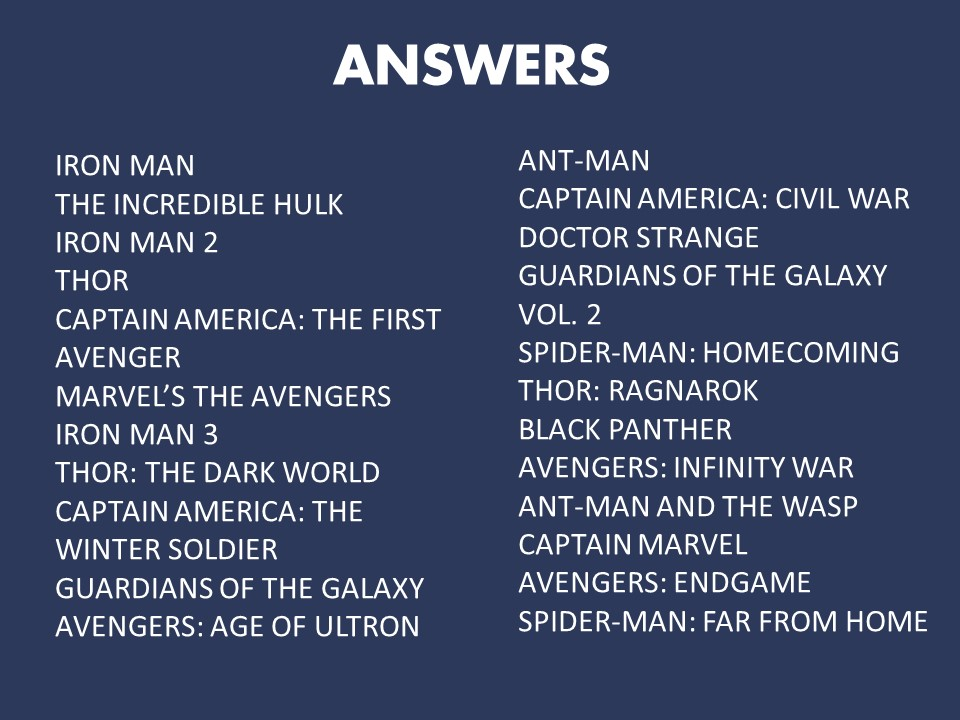 ANSWERS
IRON MAN
THE INCREDIBLE HULK
IRON MAN 2
THOR
CAPTAIN AMERICA: THE FIRST
AVENGER
MARVEL’S THE AVENGERS
IRON MAN 3
THOR: THE DARK WORLD
CAPTAIN AMERICA: THE
WINTER SOLDIER
GUARDIANS OF THE GALAXY
AVENGERS: AGE OF ULTRON
ANT-MAN
CAPTAIN AMERICA: CIVIL WAR
DOCTOR STRANGE
GUARDIANS OF THE GALAXY
VOL. 2
SPIDER-MAN: HOMECOMING
THOR: RAGNAROK
BLACK PANTHER
AVENGERS: INFINITY WAR
ANT-MAN AND THE WASP
CAPTAIN MARVEL
AVENGERS: ENDGAME
SPIDER-MAN: FAR FROM HOME